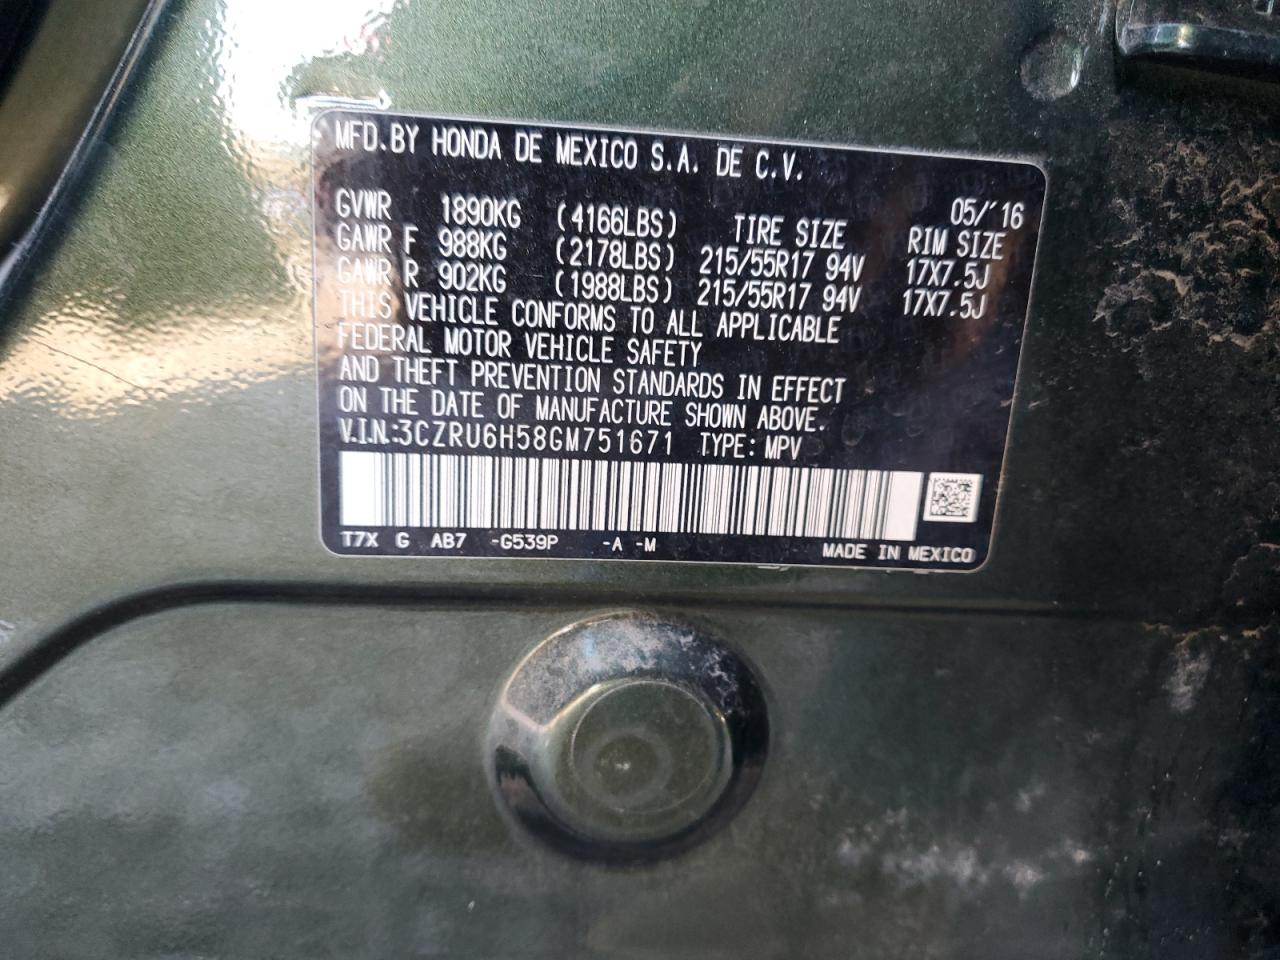 MFD.BY HONDA DE MEXICO S.A. DE C.V.
05/'16
GVWR 1890KG (4166LBS) TIRE SIZE RIM SIZE
GAWR F 988KG (2178LBS) 215/55R17 94V 17X7.5J
GAWR R 902KG (1988LBS) 215/55R17 94V 17X7.5J
THIS VEHICLE CONFORMS TO ALL APPLICABLE
FEDERAL MOTOR VEHICLE SAFETY
AND THEFT PREVENTION STANDARDS IN EFFECT
ON THE DATE OF MANUFACTURE SHOWN ABOVE.
V.I.N.:3CZRU6H58GM751671 TYPE: MPV
T7X G AB7 -G539P -A -M MADE IN MEXICO